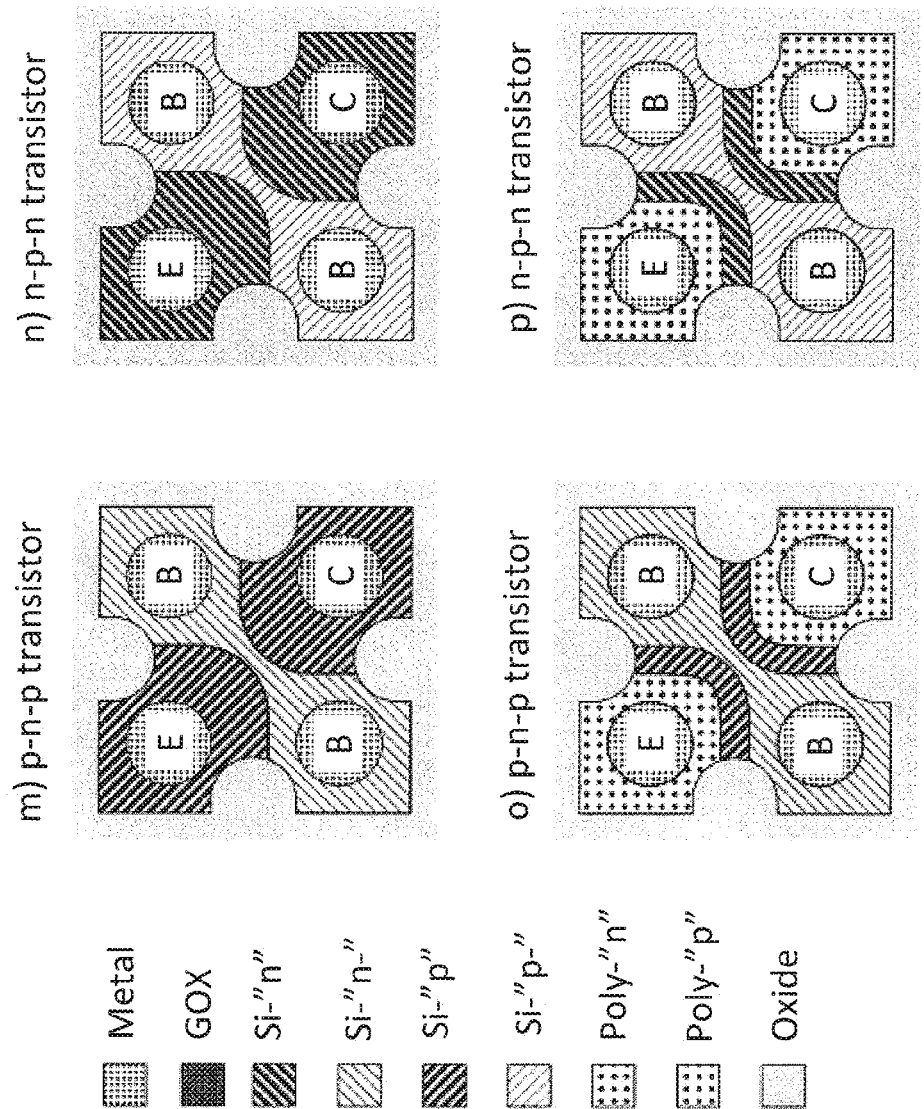 Metal
GOX
Si-"n"
Si-"n-"
Si-"p"
Si-"p-"
Poly-"n"
Poly-"p"
Oxide
m) p-n-p transistor
E
B
B
C
n) n-p-n transistor
E
B
B
C
o) p-n-p transistor
E
B
B
C
p) n-p-n transistor
E
B
B
C